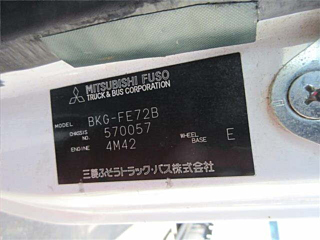 MITSUBISHI FUSO
TRUCK & BUS CORPORATION
MODEL BKG-FE72B
CHASSIS NO. 570057
WHEEL BASE E
ENGINE 4M42
三菱ふそうトラック・バス株式会社